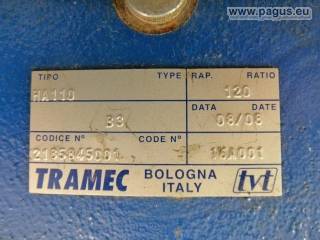 www.pagus.eu
TIPO TYPE RAP. RATIO
MA110 120
B3 DATA DATE
08/08
CODICE N° CODE N°
2185845001 16A001
TRAMEC BOLOGNA ITALY tvt